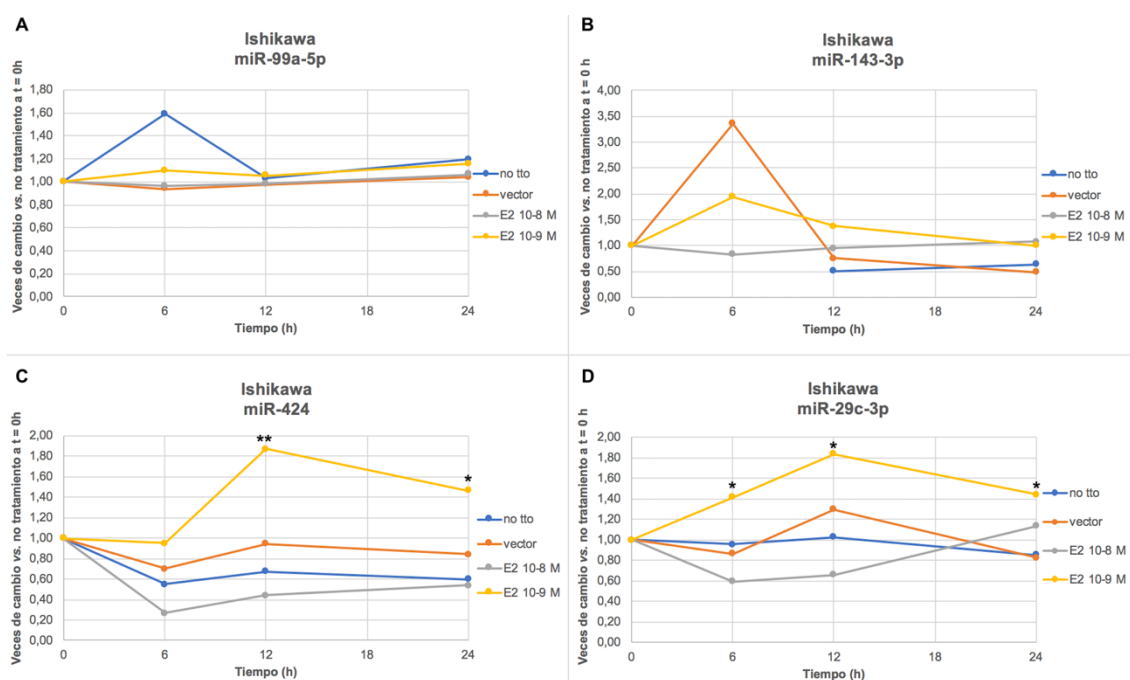 A
Ishikawa
miR-99a-5p
Veces de cambio vs. no tratamiento a t = 0h
1,80
1,60
1,40
1,20
1,00
0,80
0,60
0,40
0,20
0,00
0 6 12 18 24
Tiempo (h)
no tto
vector
E2 10-8 M
E2 10-9 M
B
Ishikawa
miR-143-3p
Veces de cambio vs. no tratamiento a t = 0 h
4,00
3,50
3,00
2,50
2,00
1,50
1,00
0,50
0,00
0 6 12 18 24
Tiempo (h)
no tto
vector
E2 10-8 M
E2 10-9 M
C
Ishikawa
miR-424
Veces de cambio vs. no tratamiento a t = 0h
2,00
1,80
1,60
1,40
1,20
1,00
0,80
0,60
0,40
0,20
0,00
**
*
0 6 12 18 24
Tiempo (h)
no tto
vector
E2 10-8 M
E2 10-9 M
D
Ishikawa
miR-29c-3p
Veces de cambio vs. no tratamiento a t = 0 h
2,00
1,80
1,60
1,40
1,20
1,00
0,80
0,60
0,40
0,20
0,00
* * *
0 6 12 18 24
Tiempo (h)
no tto
vector
E2 10-8 M
E2 10-9 M